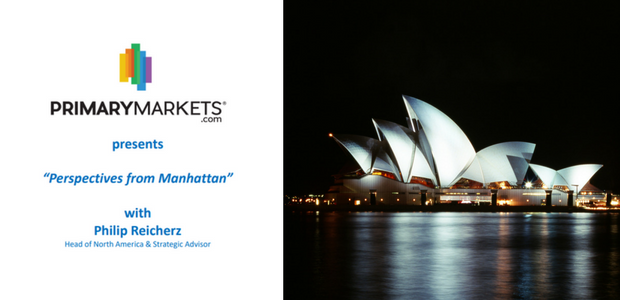 PRIMARYMARKETS®
.com
presents
“Perspectives from Manhattan”
with
Philip Reicherz
Head of North America & Strategic Advisor